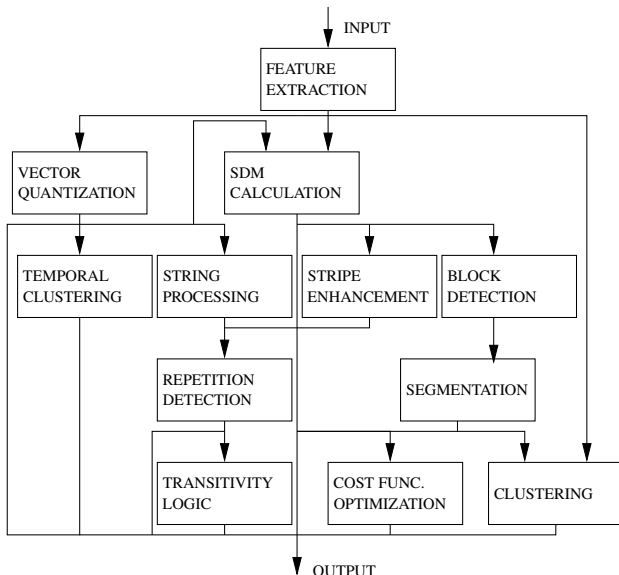 INPUT
FEATURE
EXTRACTION
VECTOR
QUANTIZATION
SDM
CALCULATION
TEMPORAL
CLUSTERING
STRING
PROCESSING
STRIPE
ENHANCEMENT
BLOCK
DETECTION
REPETITION
DETECTION
SEGMENTATION
TRANSITIVITY
LOGIC
COST FUNC.
OPTIMIZATION
CLUSTERING
OUTPUT